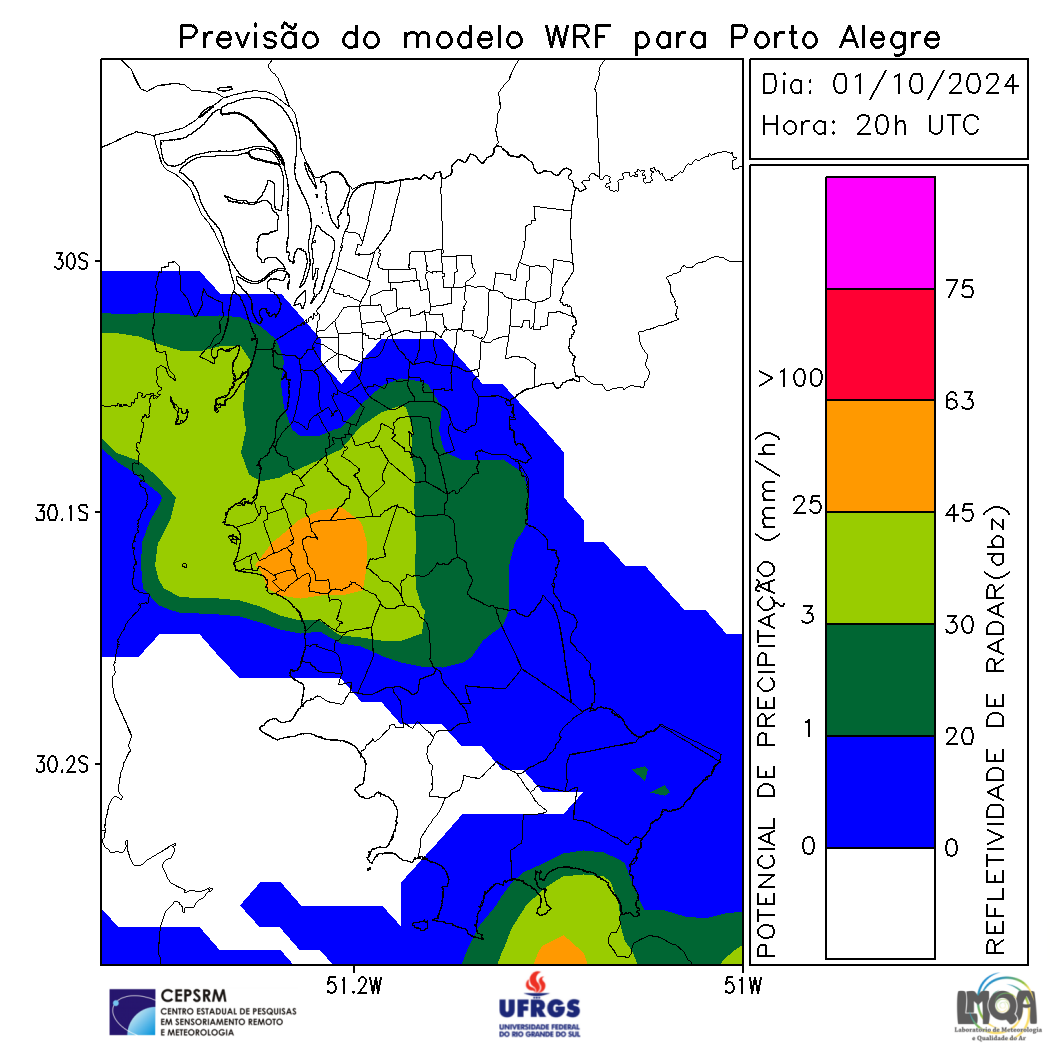 Previsão do modelo WRF para Porto Alegre
Dia: 01/10/2024
Hora: 20h UTC
30S
30.1S
30.2S
51.2W
51W
POTENCIAL DE PRECIPITAÇÃO (mm/h)
>100
25
3
1
0
75
63
45
30
20
0
REFLETIVIDADE DE RADAR(dbz)
CEPSRM
CENTRO ESTADUAL DE PESQUISAS
EM SENSORIAMENTO REMOTO
E METEOROLOGIA
UFRGS
UNIVERSIDADE FEDERAL
DO RIO GRANDE DO SUL
LMQA
Laboratório de Meteorologia
e Qualidade do Ar